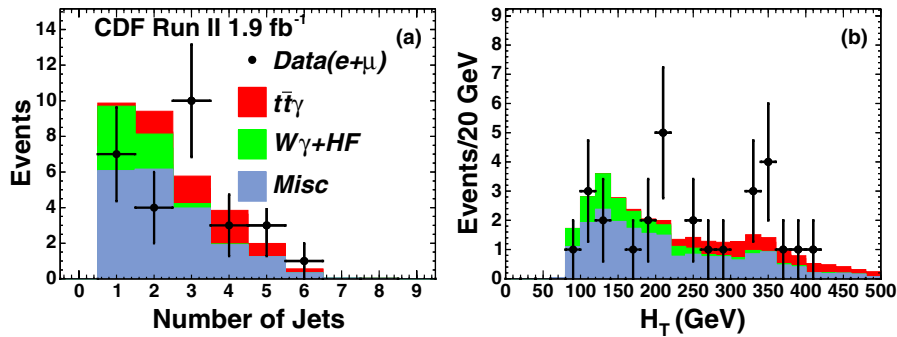 CDF Run II 1.9 fb⁻¹
(a)
Data(e+μ)
tt̄γ
Wγ+HF
Misc
Events
14
12
10
8
6
4
2
0
0 1 2 3 4 5 6 7 8 9
Number of Jets
(b)
Events/20 GeV
9
8
7
6
5
4
3
2
1
0
0 50 100 150 200 250 300 350 400 450 500
H_T (GeV)